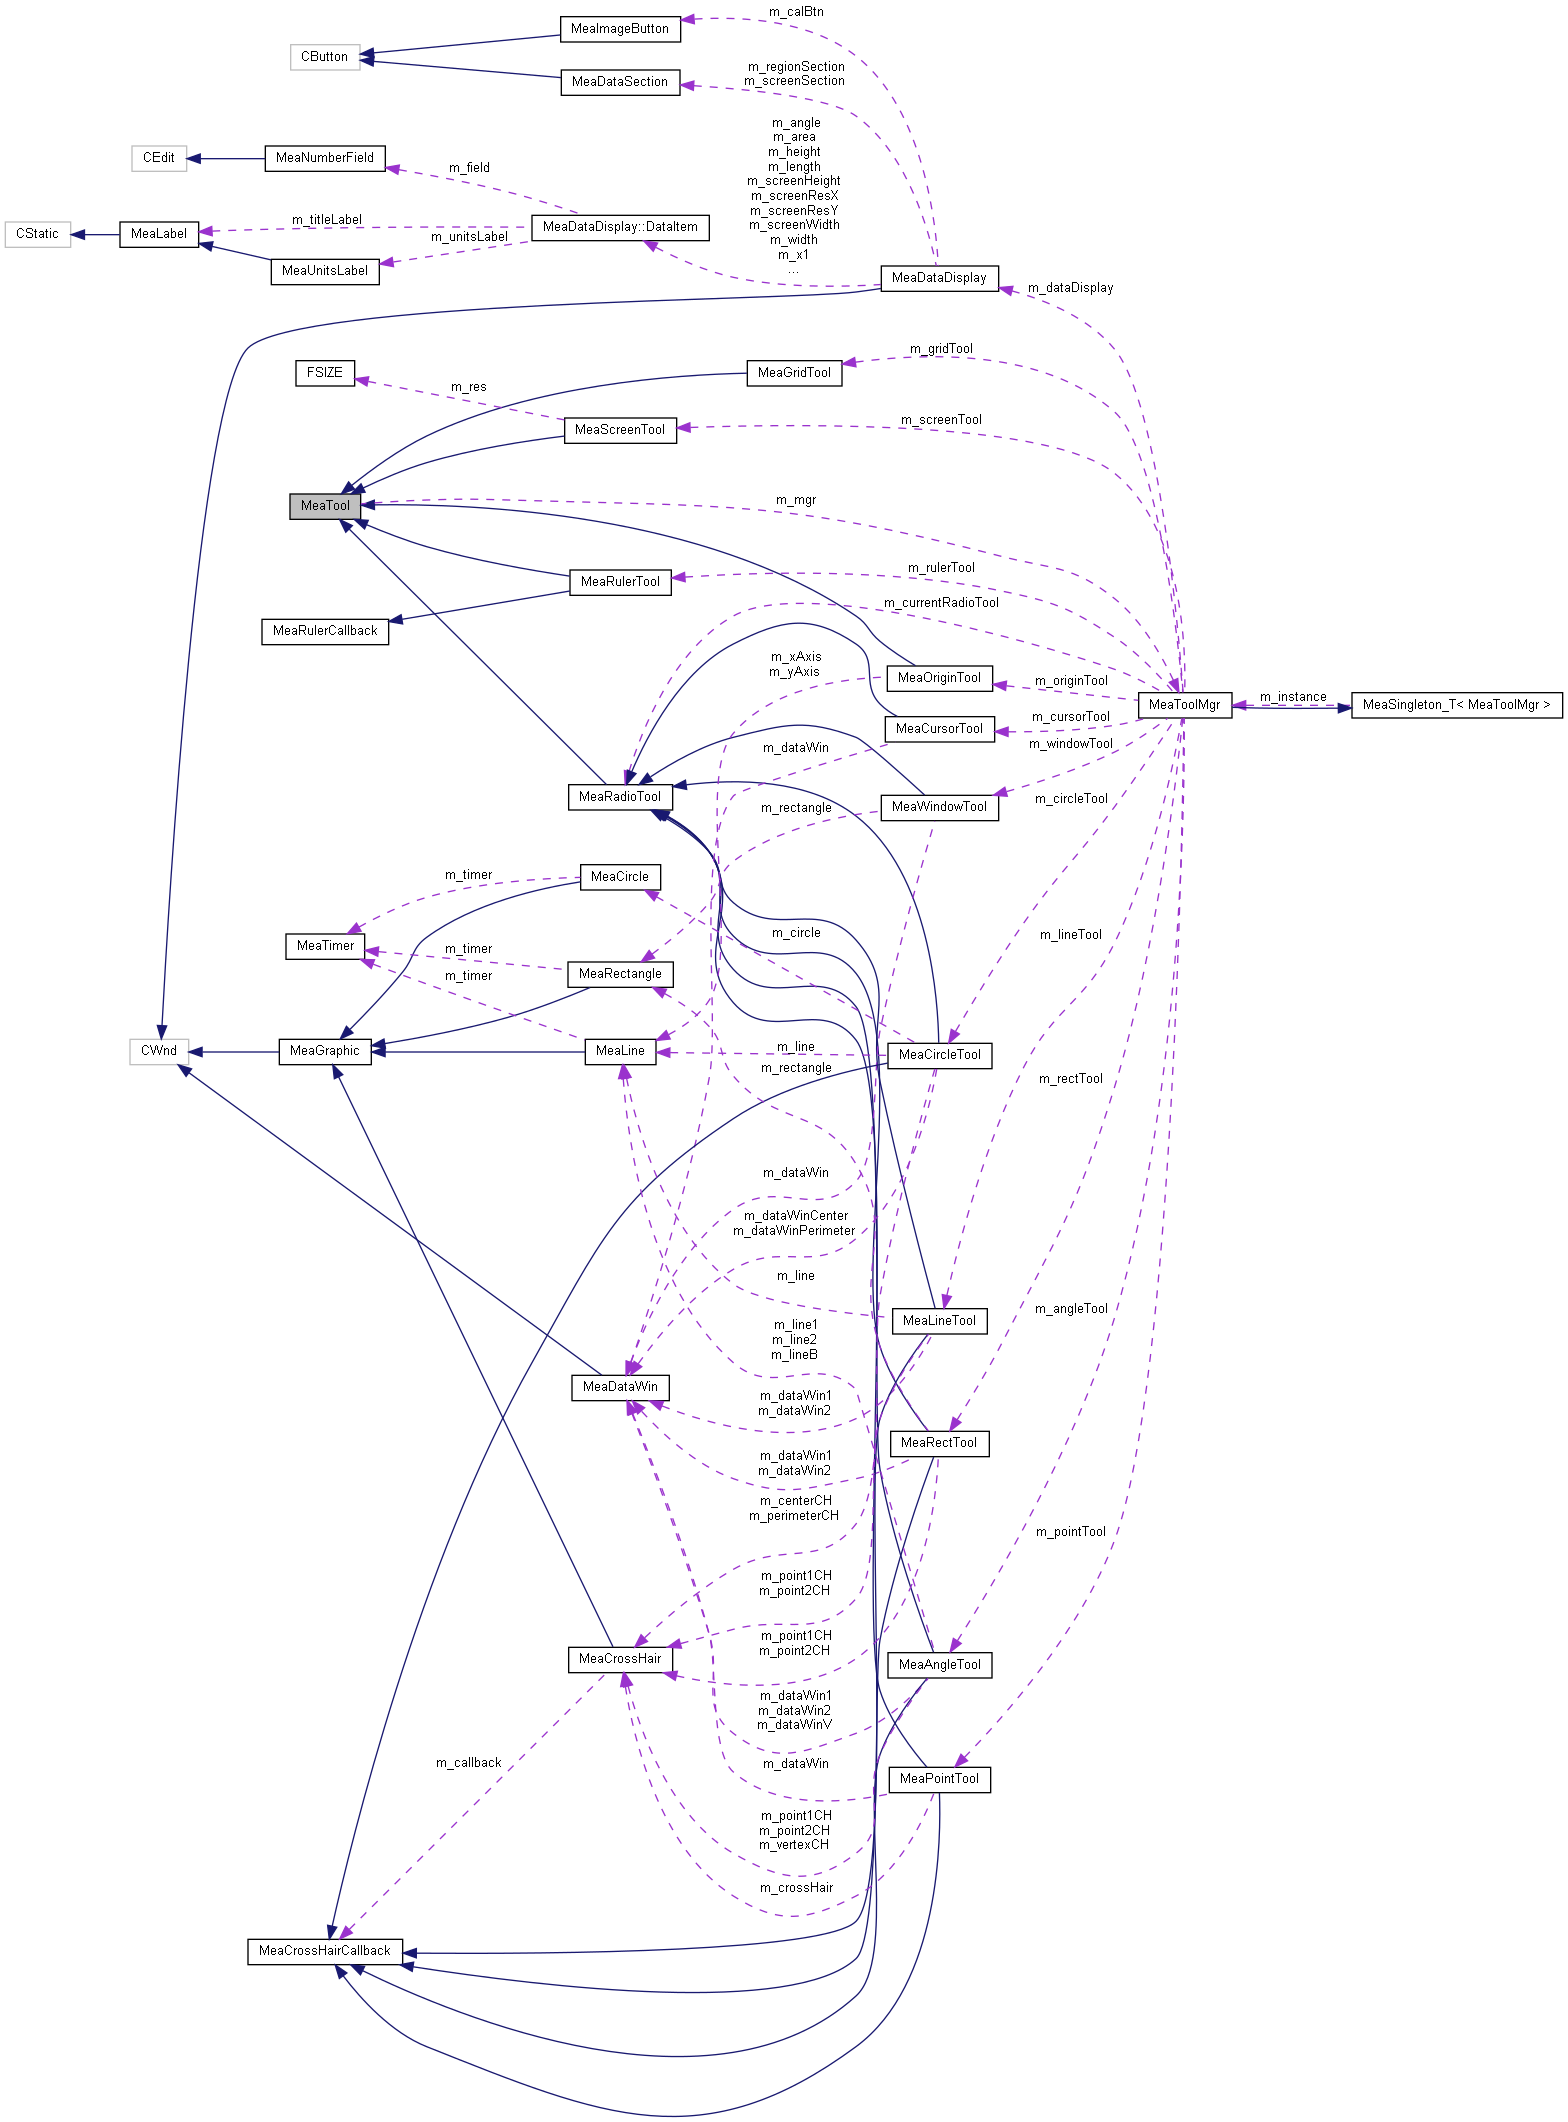 m_calBtn
MeaImageButton
CButton
m_regionSection
m_screenSection
MeaDataSection
m_angle
m_area
m_height
m_length
m_screenHeight
m_screenResX
m_screenResY
m_screenWidth
m_width
m_x1
...
CEdit
MeaNumberField
m_field
m_titleLabel
MeaDataDisplay::DataItem
CStatic
MeaLabel
m_unitsLabel
MeaUnitsLabel
MeaDataDisplay
m_dataDisplay
m_gridTool
FSIZE
MeaGridTool
m_res
m_screenTool
MeaScreenTool
MeaTool
m_mgr
m_rulerTool
MeaRulerTool
m_currentRadioTool
MeaRulerCallback
m_xAxis
m_yAxis
MeaOriginTool
m_originTool
m_instance
MeaToolMgr
MeaSingleton_T< MeaToolMgr >
m_cursorTool
MeaCursorTool
m_dataWin
m_windowTool
MeaRadioTool
m_rectangle
MeaWindowTool
m_circleTool
m_timer
MeaCircle
m_circle
m_lineTool
MeaTimer
m_timer
MeaRectangle
m_timer
CWnd
MeaGraphic
MeaLine
m_line
MeaCircleTool
m_rectangle
m_rectTool
m_dataWin
m_dataWinCenter
m_dataWinPerimeter
m_line
MeaLineTool
m_angleTool
m_line1
m_line2
m_lineB
MeaDataWin
m_dataWin1
m_dataWin2
MeaRectTool
m_dataWin1
m_dataWin2
m_centerCH
m_perimeterCH
m_pointTool
m_point1CH
m_point2CH
m_point1CH
m_point2CH
MeaCrossHair
MeaAngleTool
m_dataWin1
m_dataWin2
m_dataWinV
m_callback
m_dataWin
MeaPointTool
m_point1CH
m_point2CH
m_vertexCH
m_crossHair
MeaCrossHairCallback